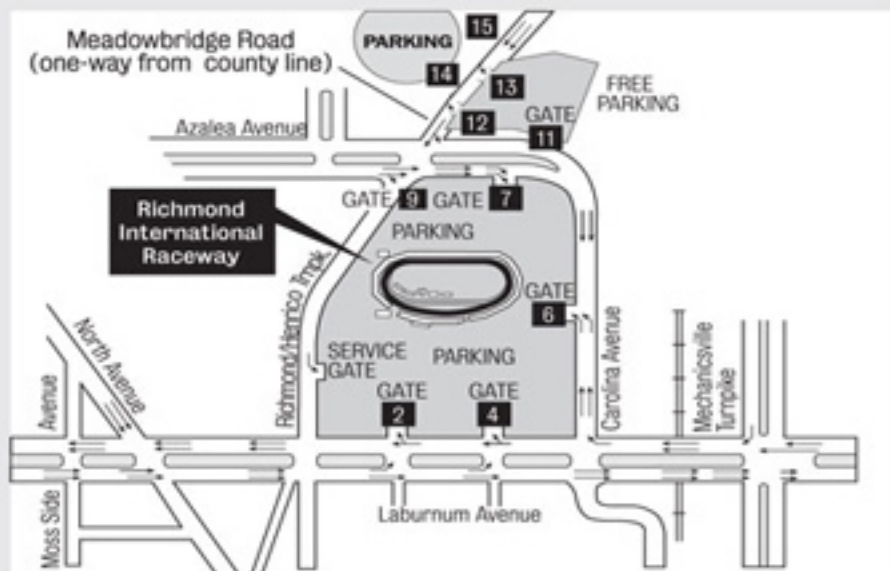 Meadowbridge Road
(one-way from county line)
PARKING
15
14
13
FREE
PARKING
12
GATE
11
Azalea Avenue
GATE 9
GATE 7
Richmond
International
Raceway
PARKING
GATE
6
Richmond/Henrico Trnpk.
North Avenue
SERVICE
GATE
PARKING
GATE
2
GATE
4
Carolina Avenue
Mechanicsville
Turnpike
Avenue
Moss Side
Laburnum Avenue